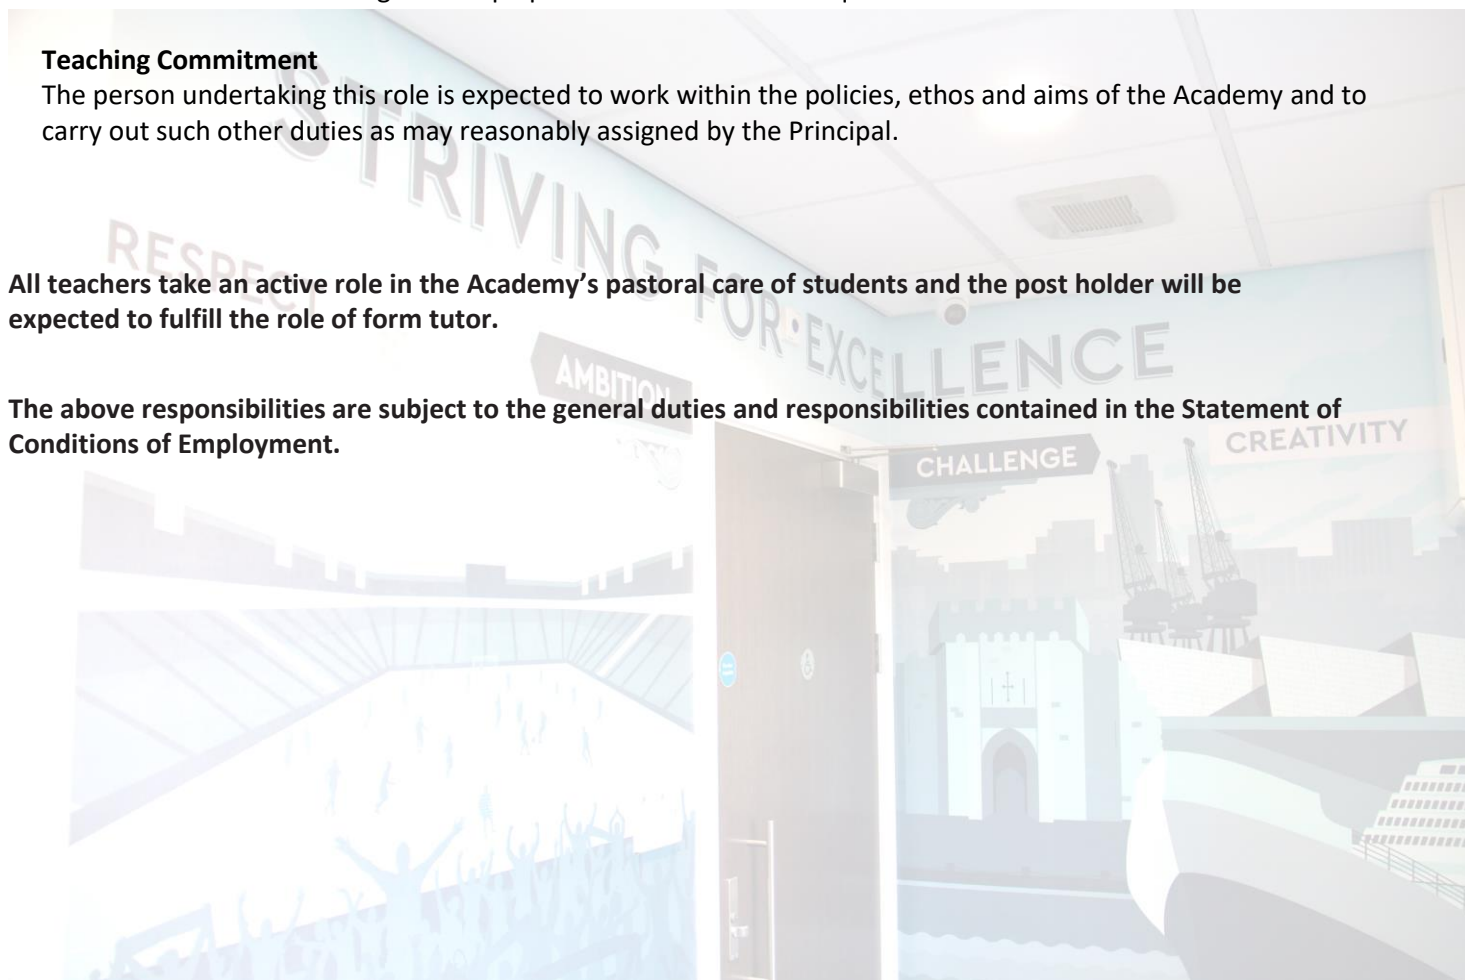 Teaching Commitment
The person undertaking this role is expected to work within the policies, ethos and aims of the Academy and to
carry out such other duties as may reasonably assigned by the Principal.
STRIVING FOR • EXCELLENCE
RESPECT
All teachers take an active role in the Academy’s pastoral care of students and the post holder will be
expected to fulfill the role of form tutor.
AMBITION
The above responsibilities are subject to the general duties and responsibilities contained in the Statement of
Conditions of Employment.
CREATIVITY
CHALLENGE